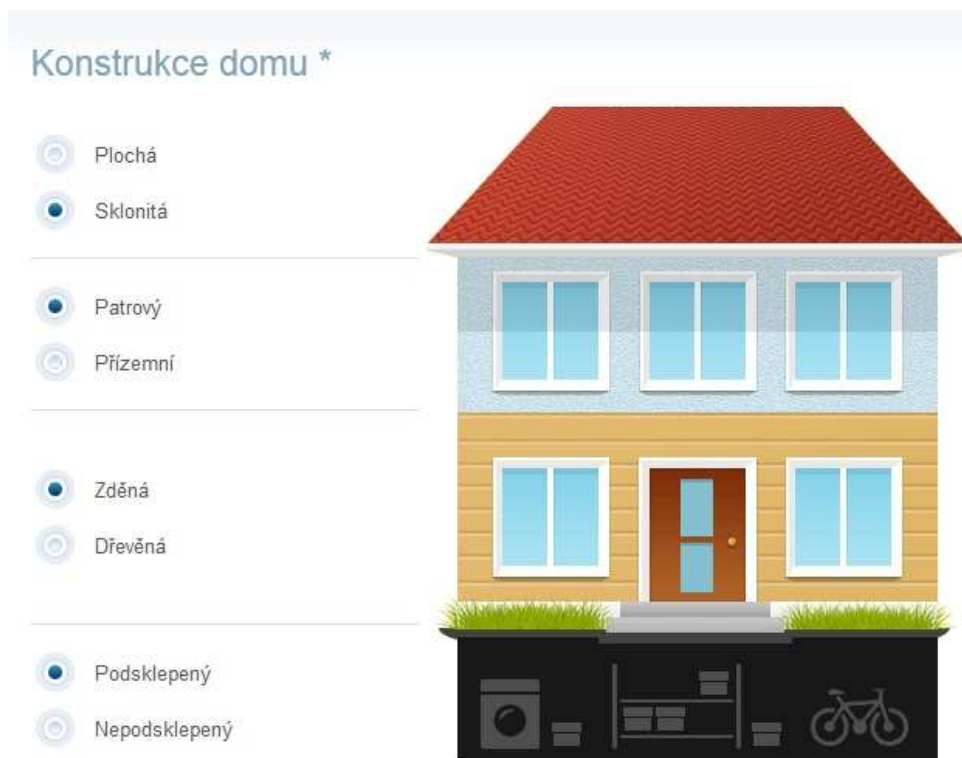 Konstrukce domu *
Plochá
Sklonitá
Patrový
Přízemní
Zděná
Dřevěná
Podsklepený
Nepodsklepený